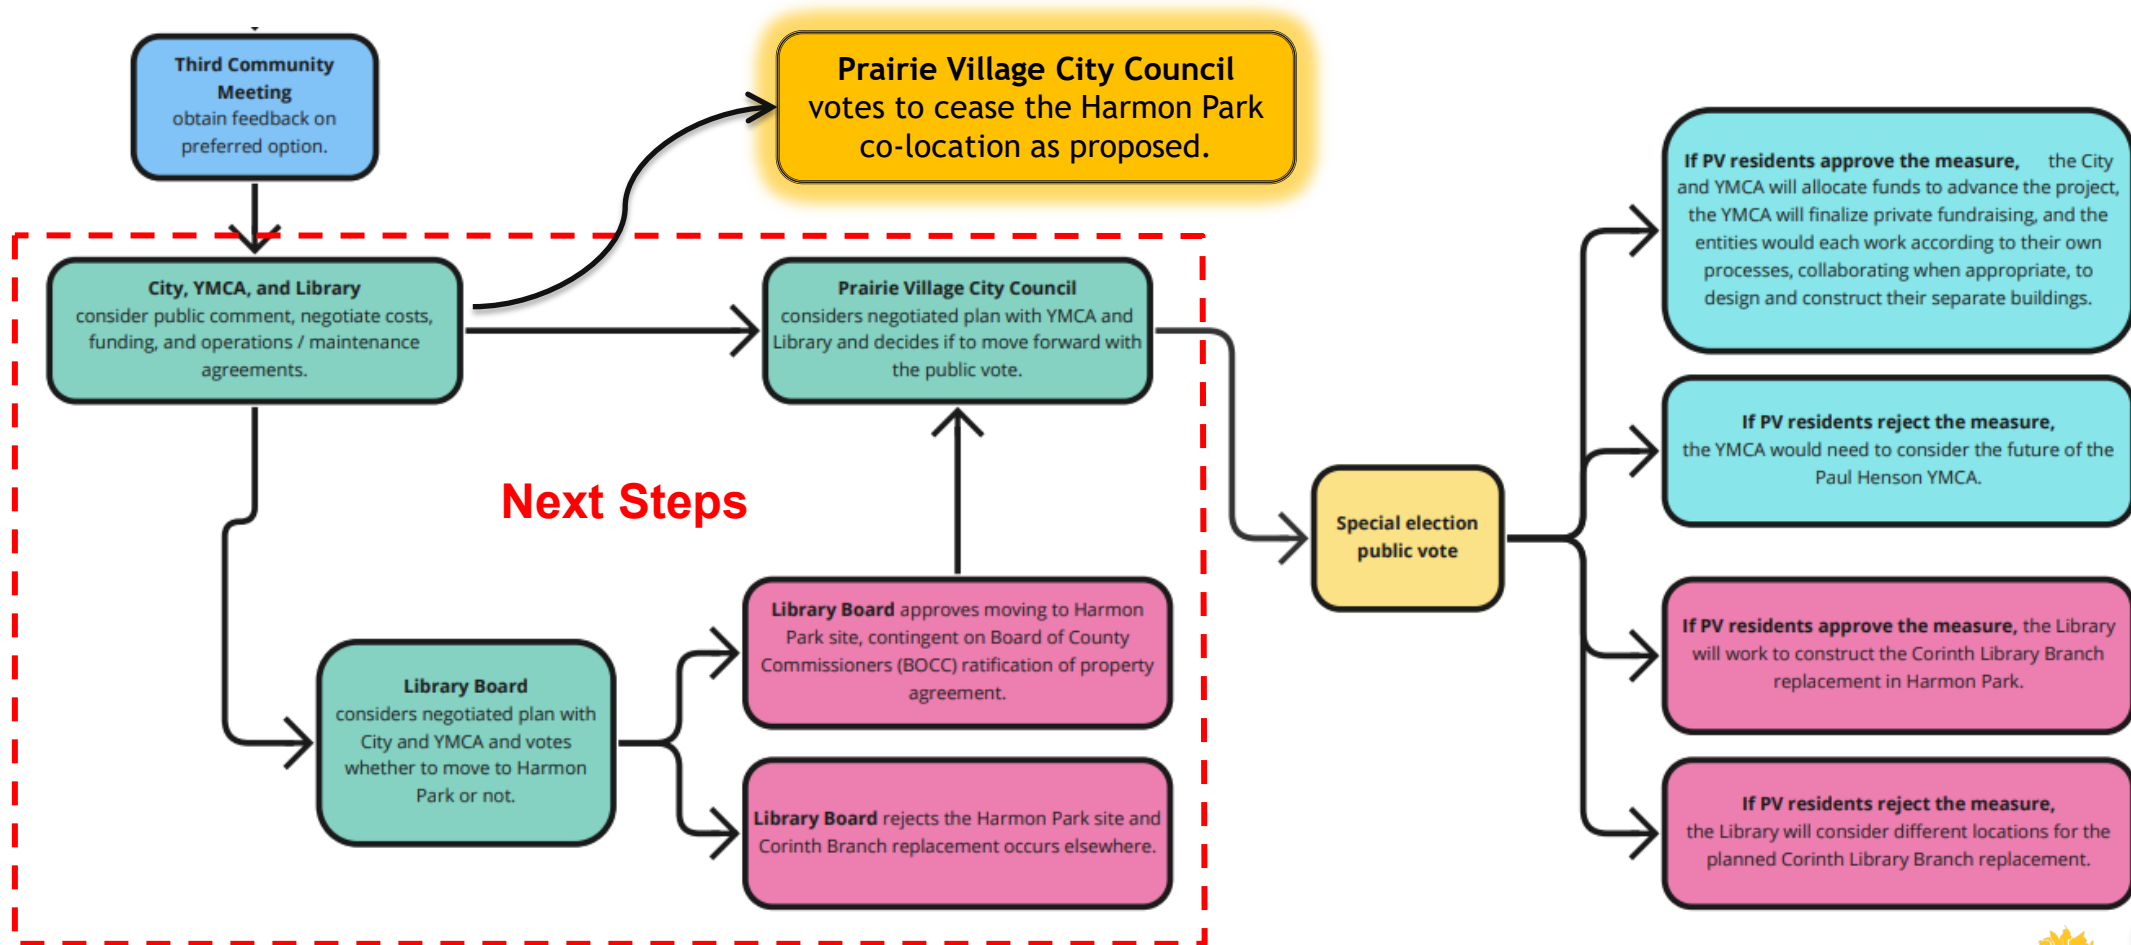 Third Community
Meeting
obtain feedback on
preferred option.
Prairie Village City Council
votes to cease the Harmon Park
co-location as proposed.
City, YMCA, and Library
consider public comment, negotiate costs,
funding, and operations / maintenance
agreements.
Prairie Village City Council
considers negotiated plan with YMCA and
Library and decides if to move forward with
the public vote.
Next Steps
Library Board
considers negotiated plan with
City and YMCA and votes
whether to move to Harmon
Park or not.
Library Board approves moving to Harmon
Park site, contingent on Board of County
Commissioners (BOCC) ratification of property
agreement.
Library Board rejects the Harmon Park site and
Corinth Branch replacement occurs elsewhere.
Special election
public vote
If PV residents approve the measure, the City
and YMCA will allocate funds to advance the project,
the YMCA will finalize private fundraising, and the
entities would each work according to their own
processes, collaborating when appropriate, to
design and construct their separate buildings.
If PV residents reject the measure,
the YMCA would need to consider the future of the
Paul Henson YMCA.
If PV residents approve the measure, the Library
will work to construct the Corinth Library Branch
replacement in Harmon Park.
If PV residents reject the measure,
the Library will consider different locations for the
planned Corinth Library Branch replacement.